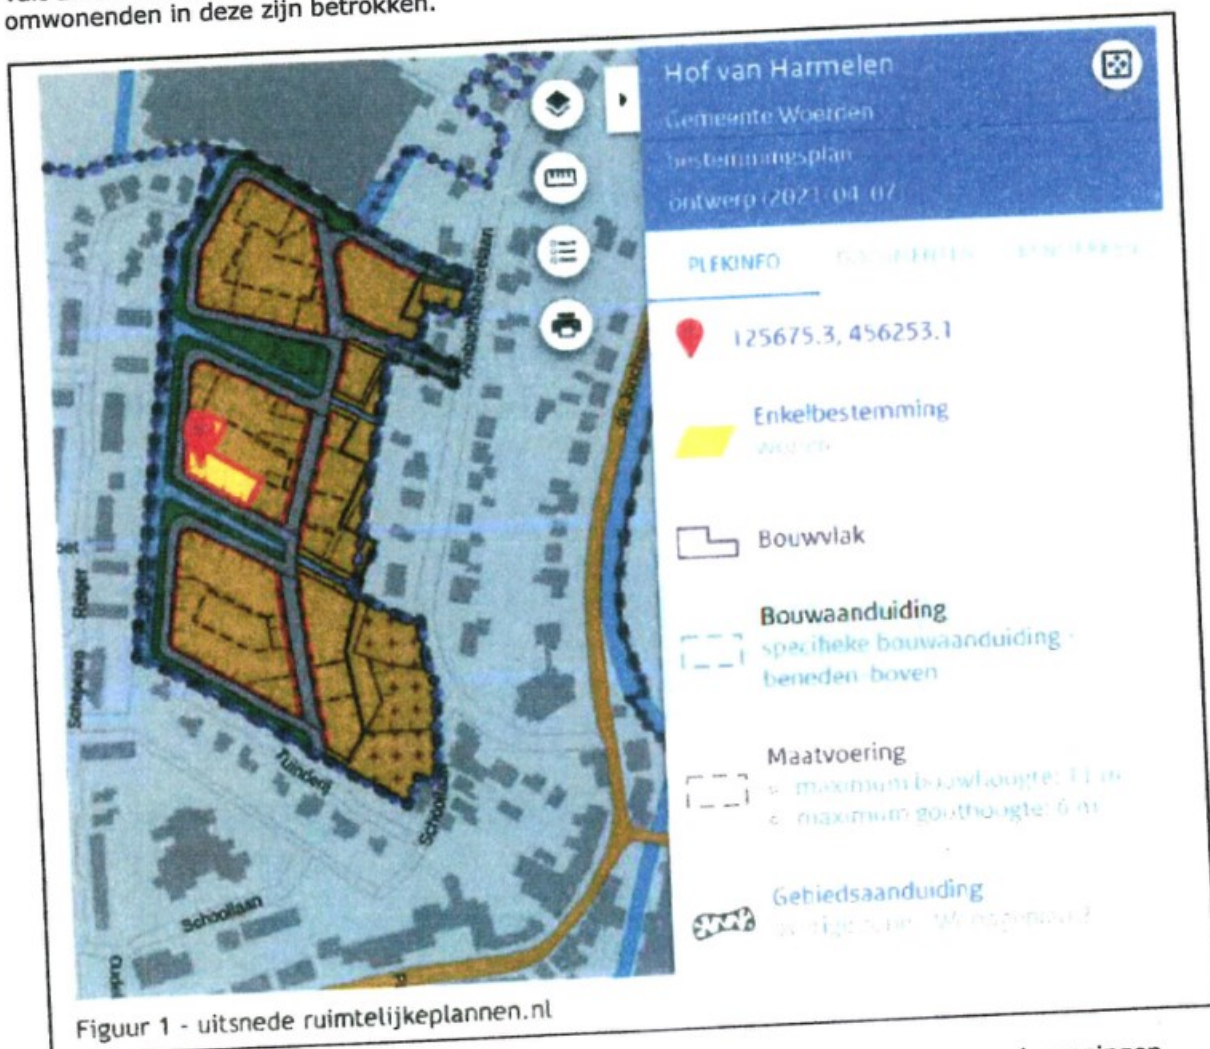 omwonenden in deze zijn betrokken.
Hof van Harmelen
Gemeente Woerden
bestemmingsplan
ontwerp (2021-04-07)
PLEKINFO
125675.3, 456253.1
Enkelbestemming
Bouwvlak
Bouwaanduiding
specifieke bouwaanduiding -
beneden-boven
Maatvoering
maximum bouwhoogte: 11 m
maximum goothoogte: 6 m
Gebiedsaanduiding
Ambachtsherelaan
Reiger
Tuinderij
Schoollaan
Schoollaan
Figuur 1 - uitsnede ruimtelijkeplannen.nl